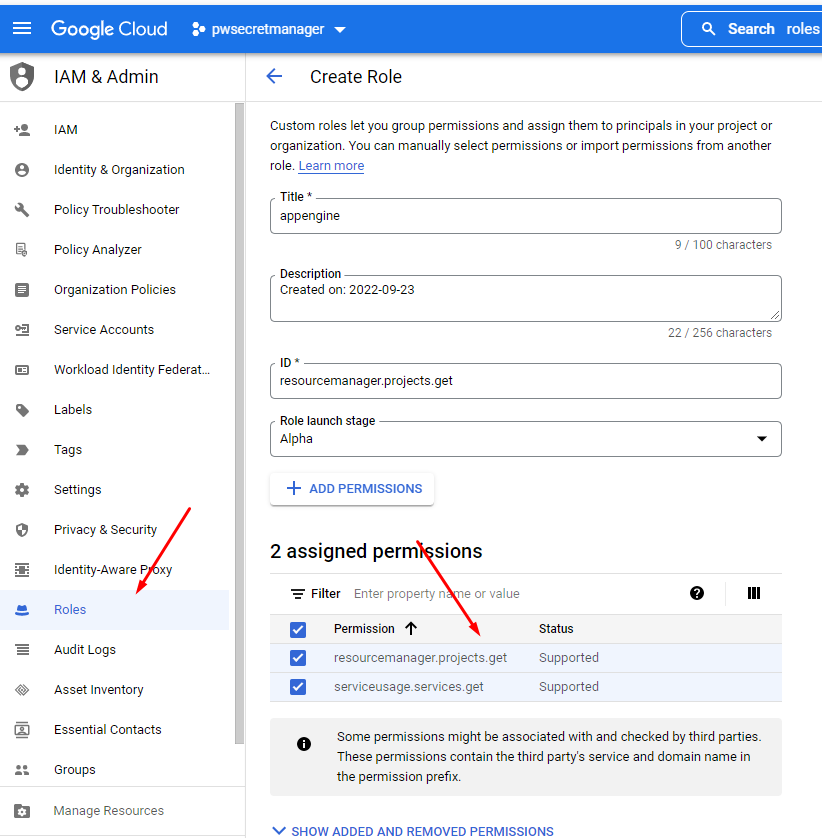 Google Cloud
pwsecretmanager
Search roles
IAM & Admin
Create Role
IAM
Identity & Organization
Policy Troubleshooter
Policy Analyzer
Organization Policies
Service Accounts
Workload Identity Federat...
Labels
Tags
Settings
Privacy & Security
Identity-Aware Proxy
Roles
Audit Logs
Asset Inventory
Essential Contacts
Groups
Manage Resources
Custom roles let you group permissions and assign them to principals in your project or
organization. You can manually select permissions or import permissions from another
role. Learn more
Title *
appengine
9 / 100 characters
Description
Created on: 2022-09-23
22 / 256 characters
ID *
resourcemanager.projects.get
Role launch stage
Alpha
ADD PERMISSIONS
2 assigned permissions
Filter Enter property name or value
Permission Status
resourcemanager.projects.get Supported
serviceusage.services.get Supported
Some permissions might be associated with and checked by third parties.
These permissions contain the third party's service and domain name in
the permission prefix.
SHOW ADDED AND REMOVED PERMISSIONS